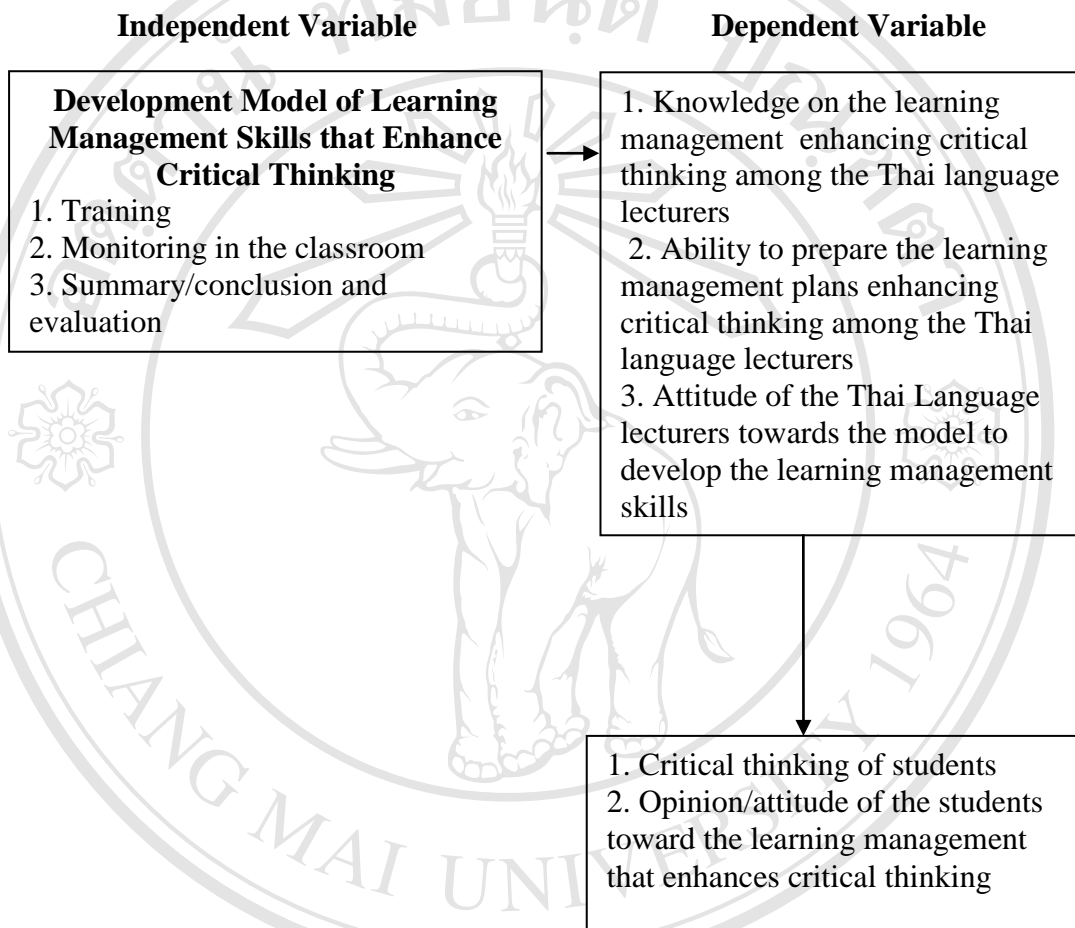 Independent Variable
Dependent Variable
Development Model of Learning
Management Skills that Enhance
Critical Thinking
1. Training
2. Monitoring in the classroom
3. Summary/conclusion and
evaluation
1. Knowledge on the learning
management enhancing critical
thinking among the Thai language
lecturers
2. Ability to prepare the learning
management plans enhancing
critical thinking among the Thai
language lecturers
3. Attitude of the Thai Language
lecturers towards the model to
develop the learning management
skills
1. Critical thinking of students
2. Opinion/attitude of the students
toward the learning management
that enhances critical thinking
CHIANG MAI UNIVERSITY 1964